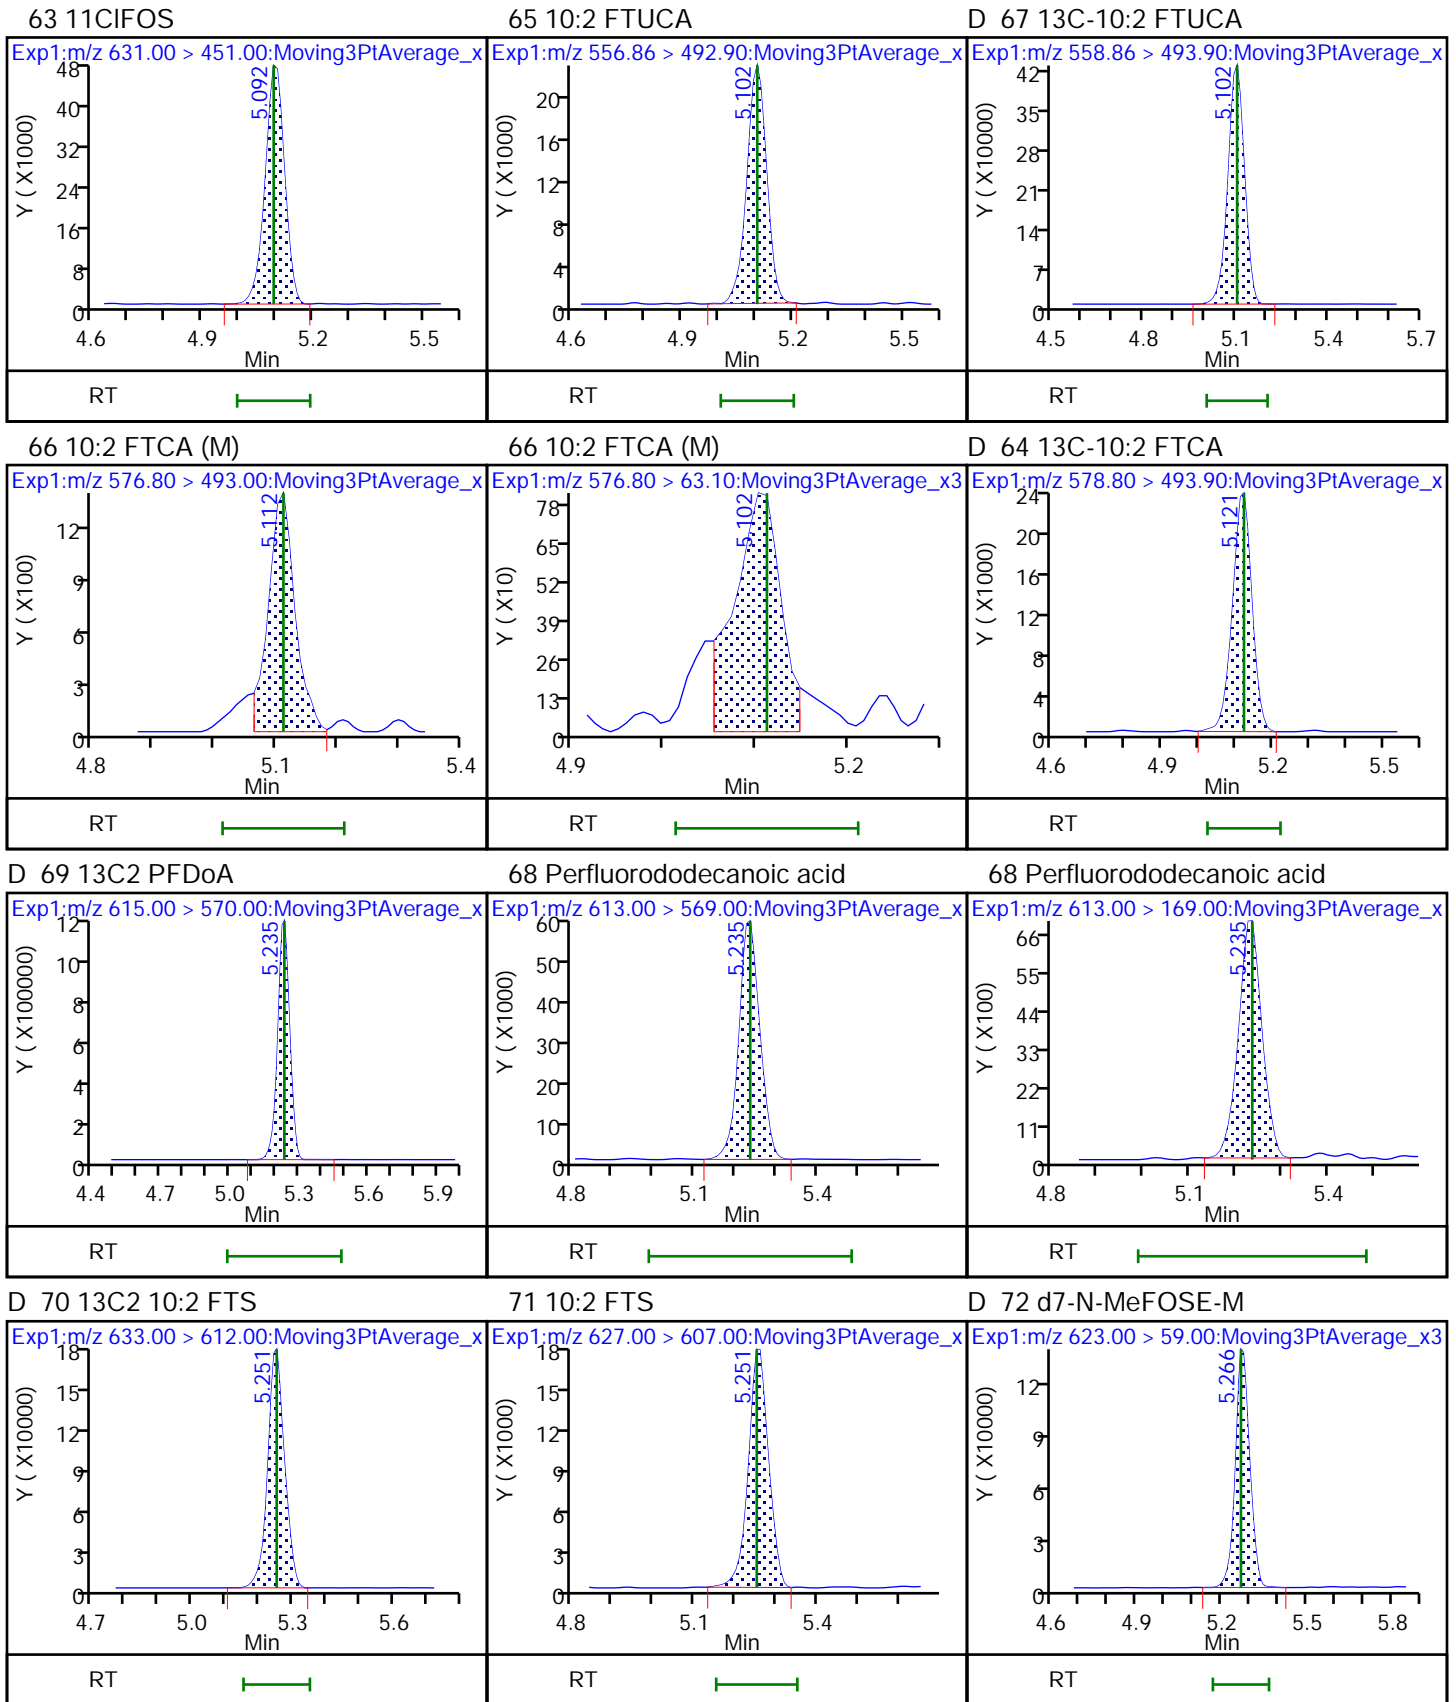 63 11ClFOS
65 10:2 FTUCA
D 67 13C-10:2 FTUCA
Exp1:m/z 631.00 > 451.00:Moving3PtAverage_x
Exp1:m/z 556.86 > 492.90:Moving3PtAverage_x
Exp1:m/z 558.86 > 493.90:Moving3PtAverage_x
Y ( X1000)
48
40
32
24
16
8
0
5.092
4.6 4.9 5.2 5.5
Min
RT
Y ( X1000)
20
16
12
8
4
0
5.102
4.6 4.9 5.2 5.5
Min
RT
Y ( X10000)
42
35
28
21
14
7
0
5.102
4.5 4.8 5.1 5.4 5.7
Min
RT
66 10:2 FTCA (M)
66 10:2 FTCA (M)
D 64 13C-10:2 FTCA
Exp1:m/z 576.80 > 493.00:Moving3PtAverage_x
Exp1:m/z 576.80 > 63.10:Moving3PtAverage_x3
Exp1:m/z 578.80 > 493.90:Moving3PtAverage_x
Y ( X100)
12
9
6
3
0
5.112
4.8 5.1 5.4
Min
RT
Y ( X10)
78
65
52
39
26
13
0
5.102
4.9 5.2
Min
RT
Y ( X1000)
24
20
16
12
8
4
0
5.121
4.6 4.9 5.2 5.5
Min
RT
D 69 13C2 PFDoA
68 Perfluorododecanoic acid
68 Perfluorododecanoic acid
Exp1:m/z 615.00 > 570.00:Moving3PtAverage_x
Exp1:m/z 613.00 > 569.00:Moving3PtAverage_x
Exp1:m/z 613.00 > 169.00:Moving3PtAverage_x
Y ( X100000)
12
10
8
6
4
2
0
5.235
4.4 4.7 5.0 5.3 5.6 5.9
Min
RT
Y ( X1000)
60
50
40
30
20
10
0
5.235
4.8 5.1 5.4
Min
RT
Y ( X100)
66
55
44
33
22
11
0
5.235
4.8 5.1 5.4
Min
RT
D 70 13C2 10:2 FTS
71 10:2 FTS
D 72 d7-N-MeFOSE-M
Exp1:m/z 633.00 > 612.00:Moving3PtAverage_x
Exp1:m/z 627.00 > 607.00:Moving3PtAverage_x
Exp1:m/z 623.00 > 59.00:Moving3PtAverage_x3
Y ( X10000)
18
15
12
9
6
3
0
5.251
4.7 5.0 5.3 5.6
Min
RT
Y ( X1000)
18
15
12
9
6
3
0
5.251
4.8 5.1 5.4
Min
RT
Y ( X10000)
12
9
6
3
0
5.266
4.6 4.9 5.2 5.5 5.8
Min
RT